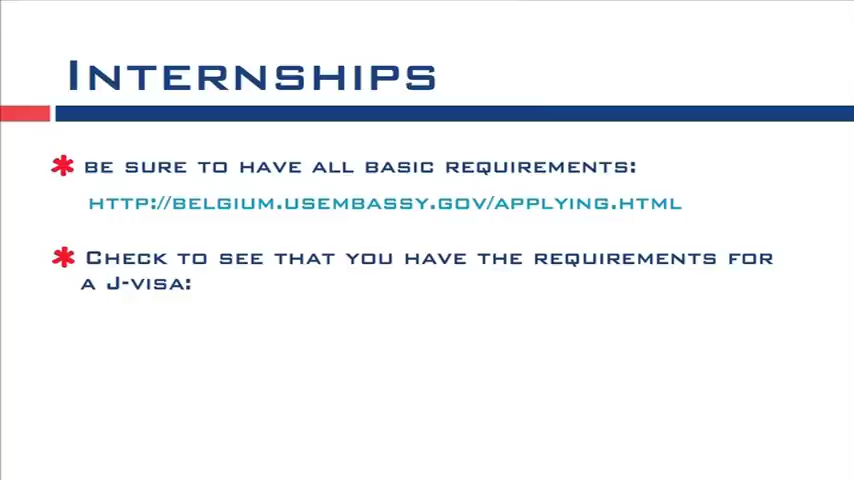 INTERNSHIPS
* BE SURE TO HAVE ALL BASIC REQUIREMENTS:
HTTP://BELGIUM.USEMBASSY.GOV/APPLYING.HTML
* CHECK TO SEE THAT YOU HAVE THE REQUIREMENTS FOR
A J-VISA: